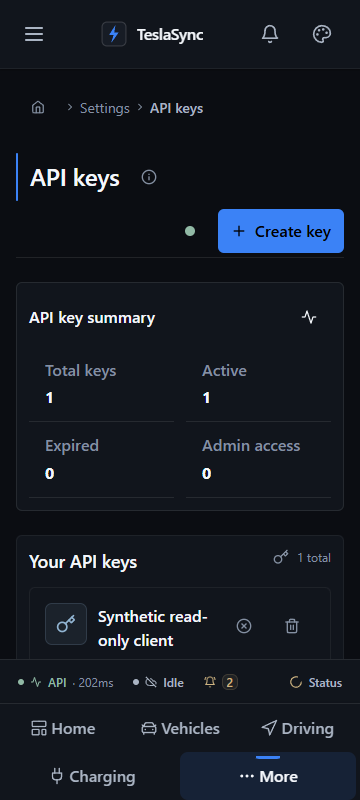 TeslaSync
Settings
API keys
API keys
Create key
API key summary
Total keys
1
Active
1
Expired
0
Admin access
0
Your API keys
1 total
Synthetic read-
only client
API · 202ms
Idle
2
Status
Home
Vehicles
Driving
Charging
More